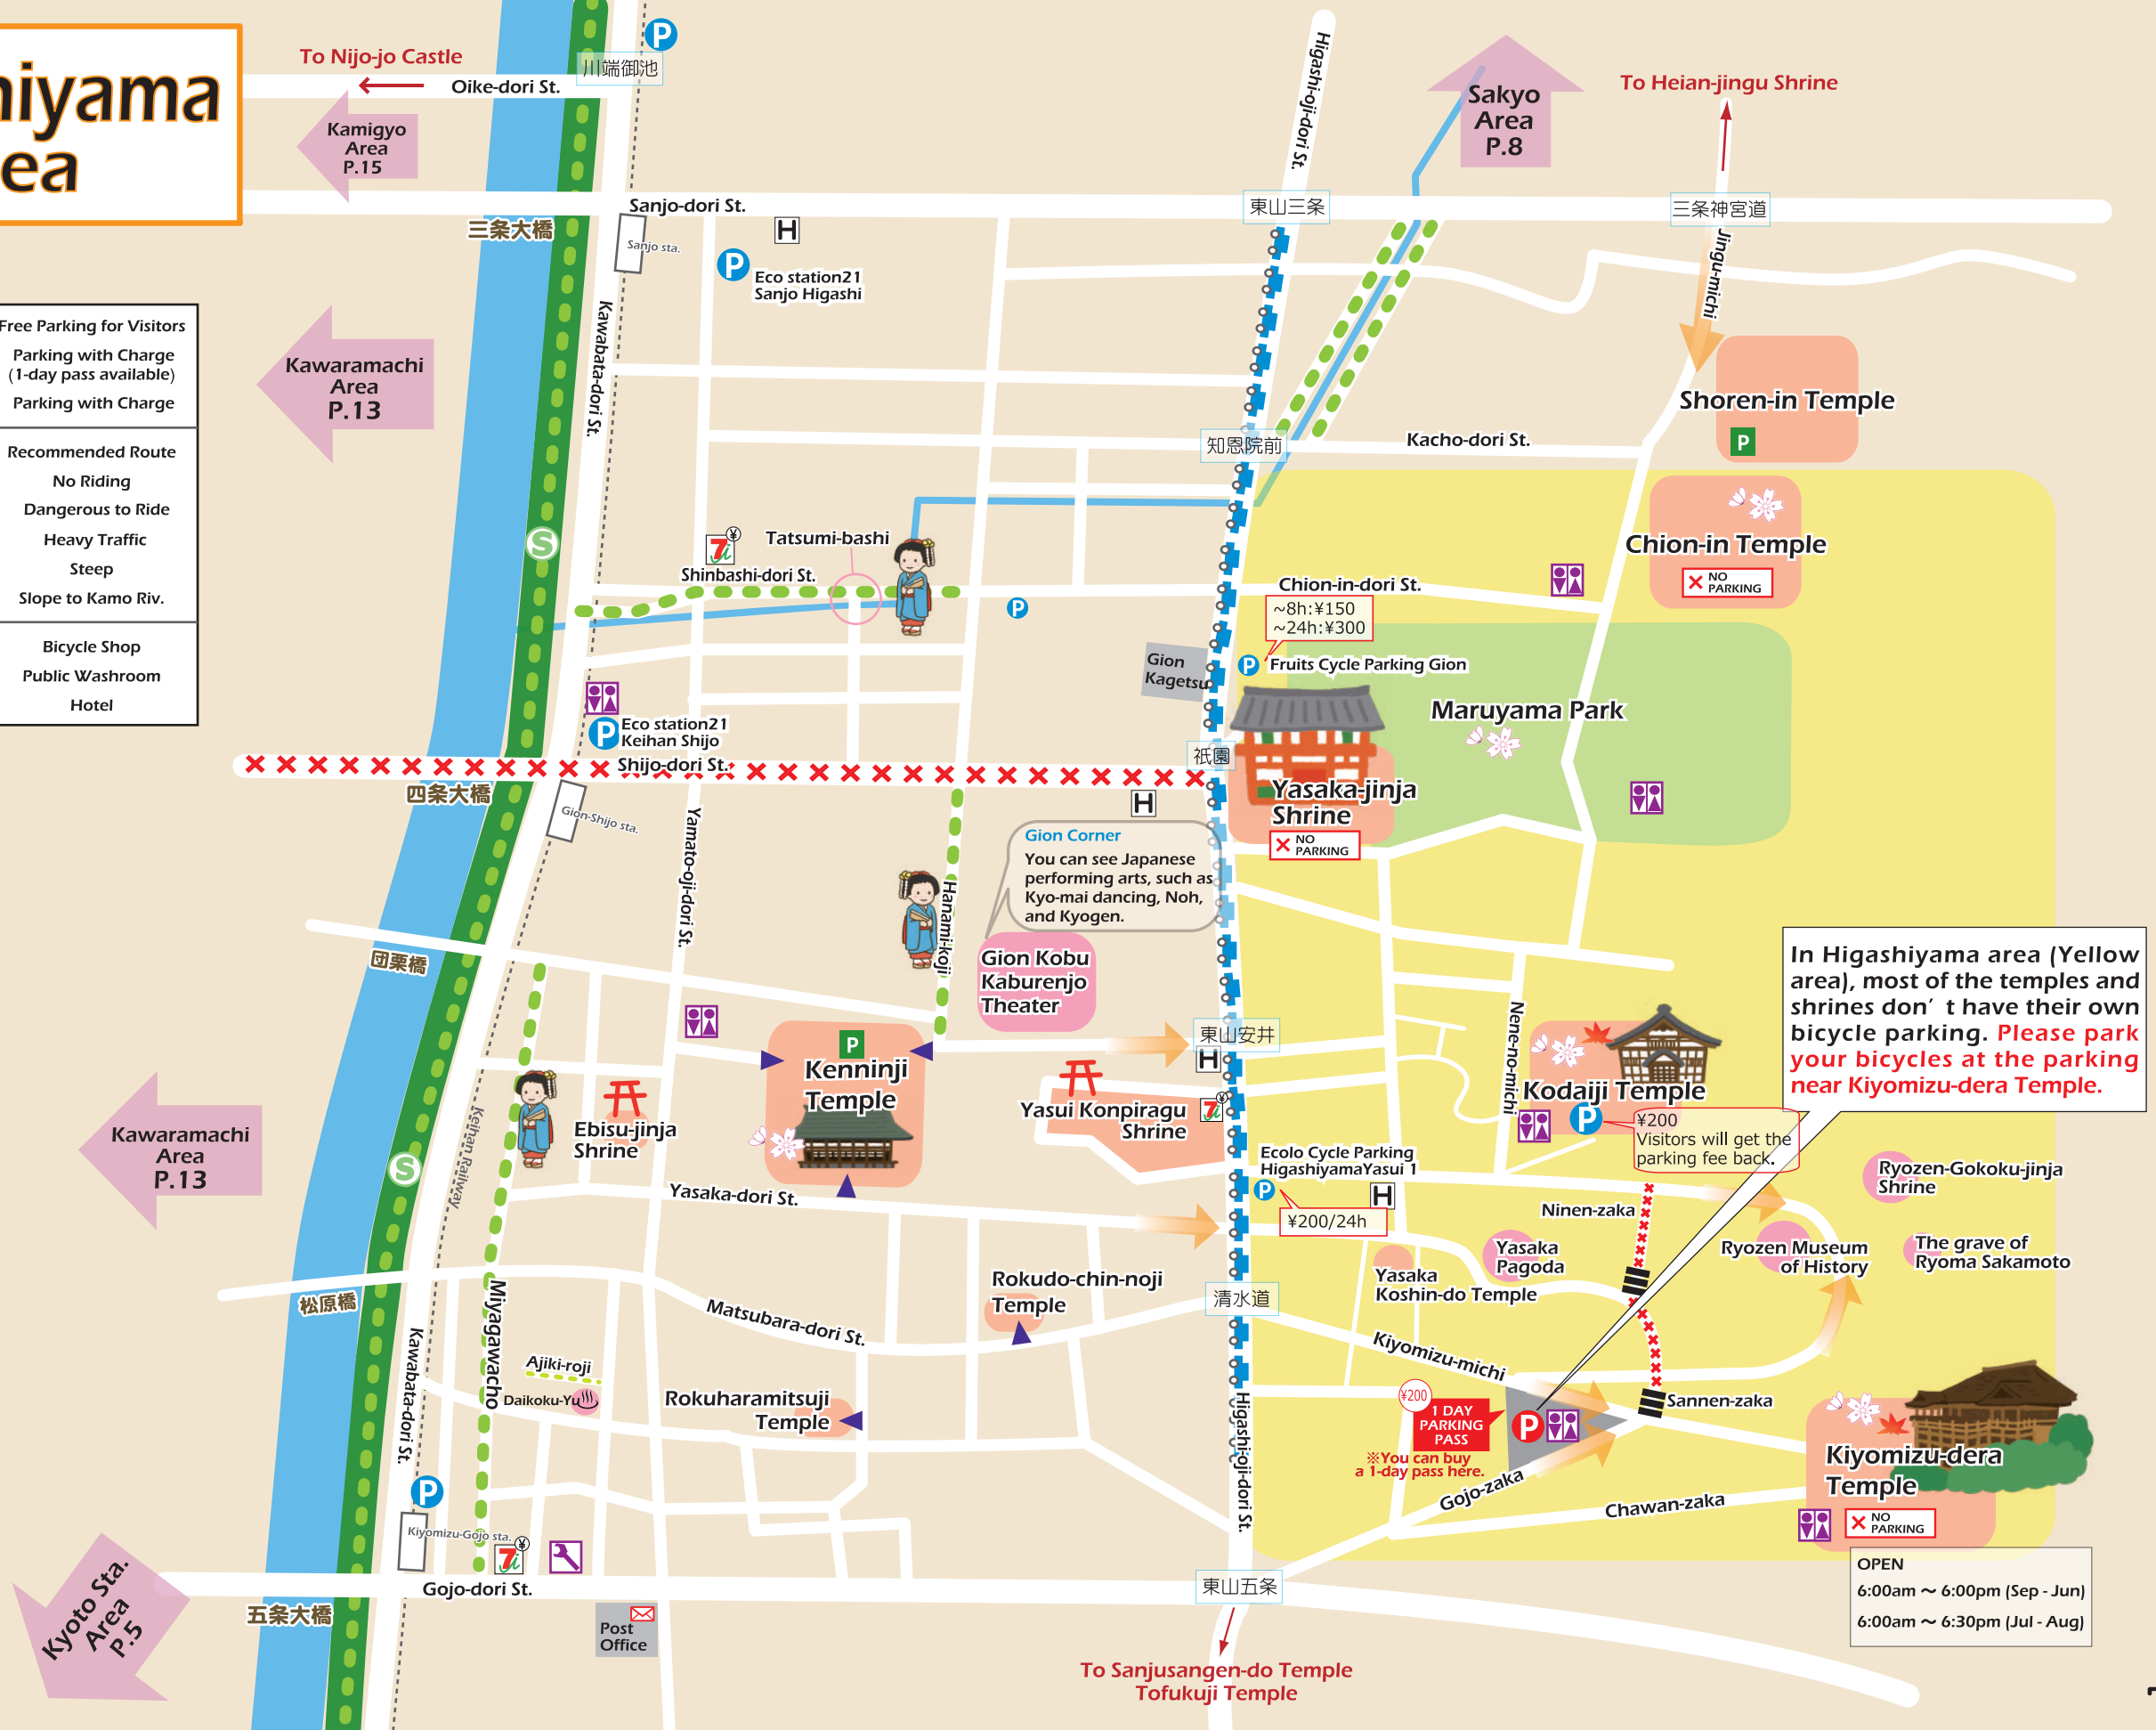 hiyama
ea
To Nijo-jo Castle
Oike-dori St.
川端御池
P
Kamigyo
Area
P.15
Higashi-oji-dori St.
Sakyo
Area
P.8
To Heian-jingu Shrine
三条大橋
Sanjo-dori St.
Sanjo sta.
H
P
Eco station21
Sanjo Higashi
東山三条
三条神宮道
Jingu-michi
Free Parking for Visitors
Parking with Charge
(1-day pass available)
Parking with Charge
Recommended Route
No Riding
Dangerous to Ride
Heavy Traffic
Steep
Slope to Kamo Riv.
Bicycle Shop
Public Washroom
Hotel
Kawaramachi
Area
P.13
Kawabata-dori St.
Shoren-in Temple
P
知恩院前
Kacho-dori St.
S
Tatsumi-bashi
7i
¥
Shinbashi-dori St.
P
Chion-in Temple
NO
PARKING
Chion-in-dori St.
~8h:¥150
~24h:¥300
P
Fruits Cycle Parking Gion
Gion
Kagetsu
Maruyama Park
P
Eco station21
Keihan Shijo
Shijo-dori St.
四条大橋
Gion-Shijo sta.
祇園
H
Yasaka-jinja
Shrine
NO
PARKING
Yamato-oji-dori St.
Gion Corner
You can see Japanese
performing arts, such as
Kyo-mai dancing, Noh,
and Kyogen.
Hanami-koji
Gion Kobu
Kaburenjo
Theater
団栗橋
In Higashiyama area (Yellow
area), most of the temples and
shrines don’t have their own
bicycle parking. Please park
your bicycles at the parking
near Kiyomizu-dera Temple.
東山安井
H
Nene-no-michi
P
Kenninji
Temple
Kodaiji Temple
P
¥200
Visitors will get the
parking fee back.
Yasui Konpiragu
Shrine
7i
¥
Kawaramachi
Area
P.13
S
Keihan Railway
Ebisu-jinja
Shrine
Ecolo Cycle Parking
HigashiyamaYasui 1
P
H
¥200/24h
Yasaka-dori St.
Ninen-zaka
Ryozen-Gokoku-jinja
Shrine
Yasaka
Pagoda
Ryozen Museum
of History
The grave of
Ryoma Sakamoto
Yasaka
Koshin-do Temple
Rokudo-chin-noji
Temple
清水道
松原橋
Matsubara-dori St.
Kiyomizu-michi
Miyagawacho
Kawabata-dori St.
Ajiki-roji
Daikoku-Yu
Rokuharamitsuji
Temple
Higashi-oji-dori St.
¥200
1 DAY
PARKING
PASS
P
※You can buy
a 1-day pass here.
Sannen-zaka
Gojo-zaka
Chawan-zaka
Kiyomizu-dera
Temple
NO
PARKING
OPEN
6:00am ～ 6:00pm (Sep - Jun)
6:00am ～ 6:30pm (Jul - Aug)
P
Kiyomizu-Gojo sta.
7i
¥
Gojo-dori St.
五条大橋
東山五条
Post
Office
Kyoto Sta.
Area
P.5
To Sanjusangen-do Temple
Tofukuji Temple